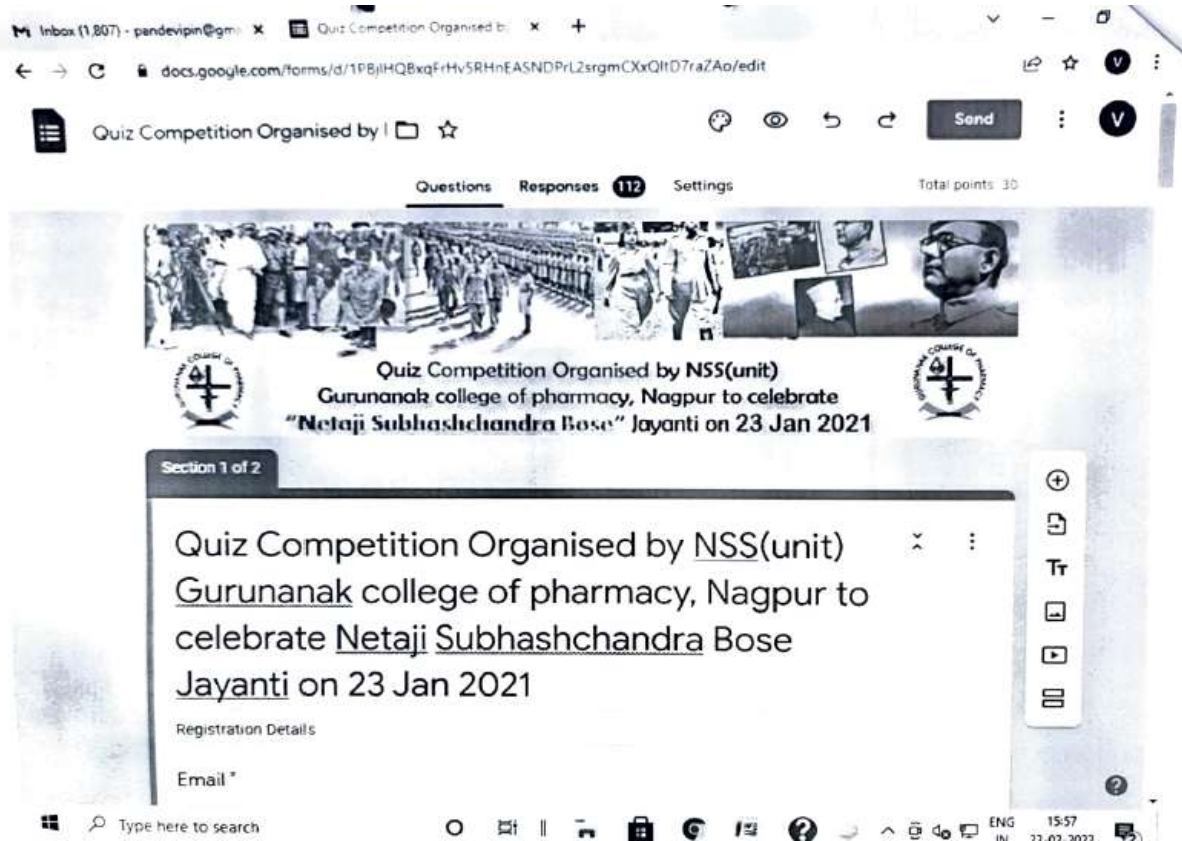 Inbox (1,807) - pandevipin@gm
Quiz Competition Organised b
docs.google.com/forms/d/
V
Quiz Competition Organised by
Send
V
Questions Responses 112 Settings
Total points: 30
Quiz Competition Organised by NSS(unit)
Gurunanak college of pharmacy, Nagpur to celebrate
"Netaji Subhashchandra Bose" Jayanti on 23 Jan 2021
Section 1 of 2
Quiz Competition Organised by NSS(unit)
Gurunanak college of pharmacy, Nagpur to
celebrate Netaji Subhashchandra Bose
Jayanti on 23 Jan 2021
Registration Details
Email *
Type here to search
ENG
IN
15:57